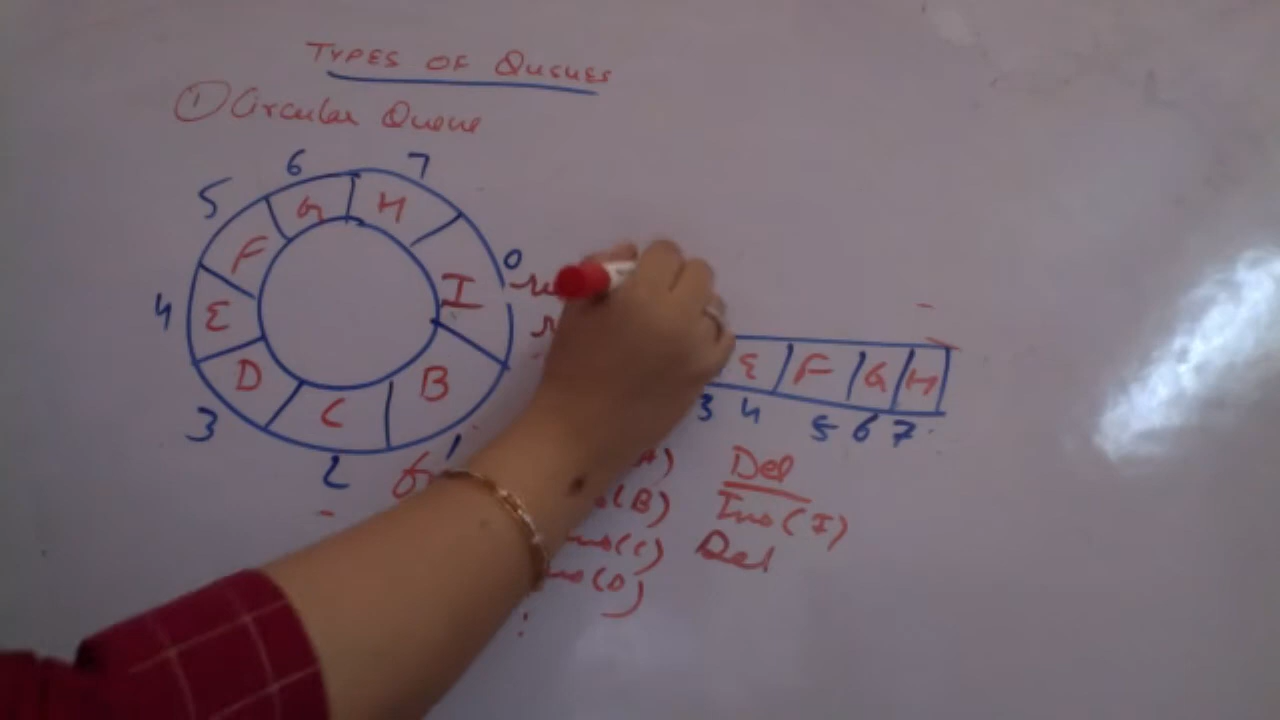 TYPES OF QUEUES
① Circular Queue
6 7
5 G H
F 0
4 E I
D C B
3 2 1
E F G H
3 4 5 6 7
A) Del
(B) Ins(I)
(C) Del
(D)
: